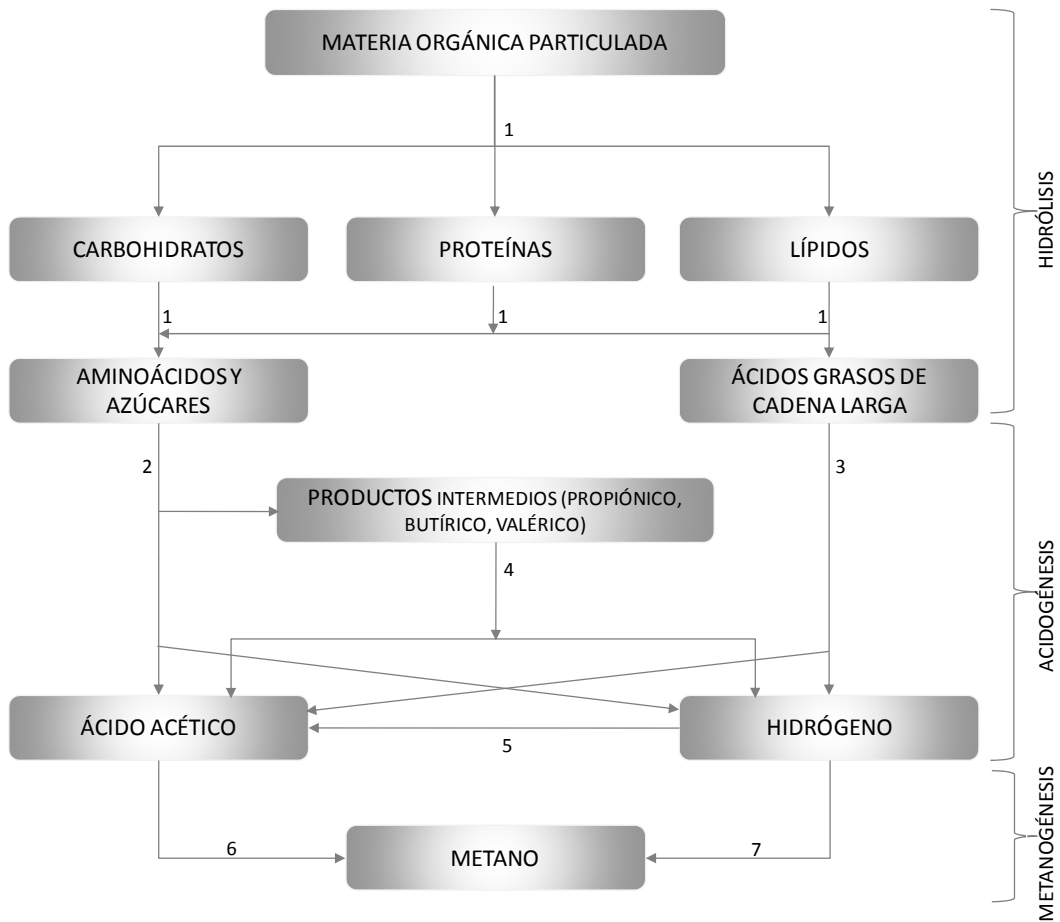 MATERIA ORGÁNICA PARTICULADA
1
CARBOHIDRATOS
PROTEÍNAS
LÍPIDOS
HIDRÓLISIS
1
1
1
AMINOÁCIDOS Y
AZÚCARES
ÁCIDOS GRASOS DE
CADENA LARGA
2
3
PRODUCTOS INTERMEDIOS (PROPIÓNICO,
BUTÍRICO, VALÉRICO)
4
ACIDOGÉNESIS
ÁCIDO ACÉTICO
HIDRÓGENO
5
6
METANO
7
METANOGÉNESIS